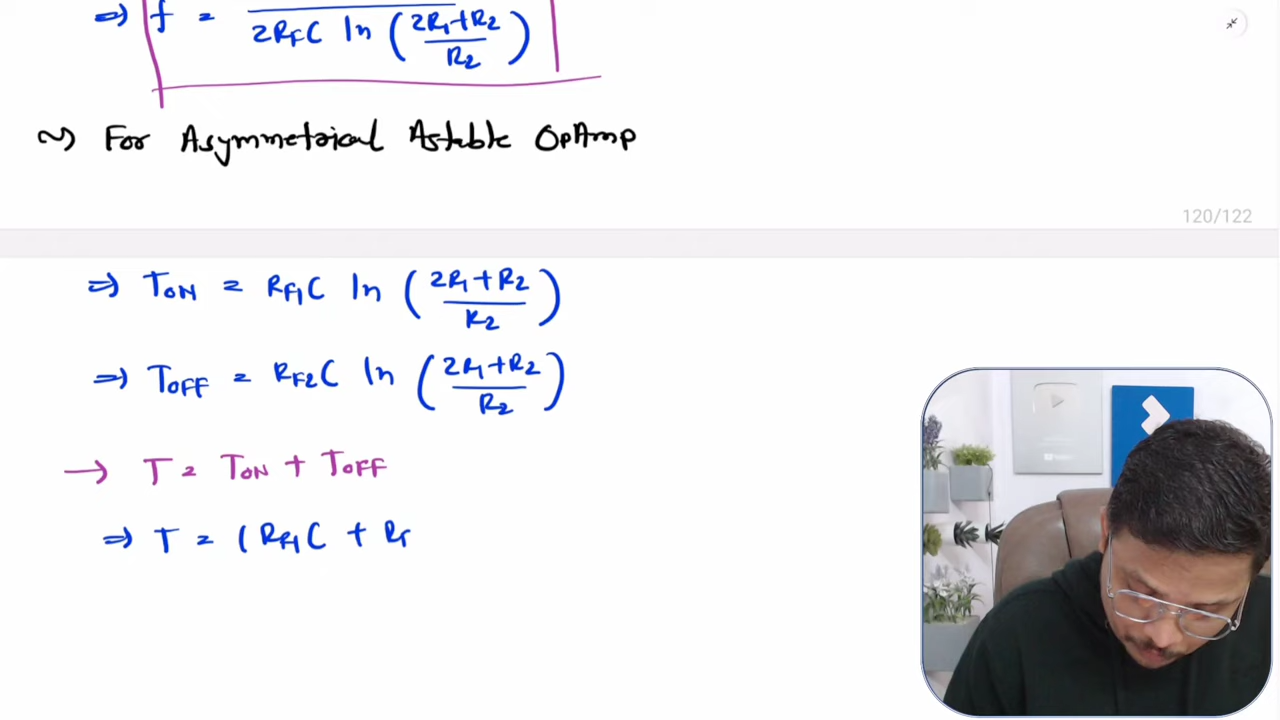 ⇒ f = 2RFC ln (2R1+R2 / R2)
~) For Asymmetrical Astable OpAmp
120/122
⇒ TON = RF1C ln (2R1+R2 / R2)
⇒ TOFF = RF2C ln (2R1+R2 / R2)
→ T = TON + TOFF
⇒ T = (RF1C + RF